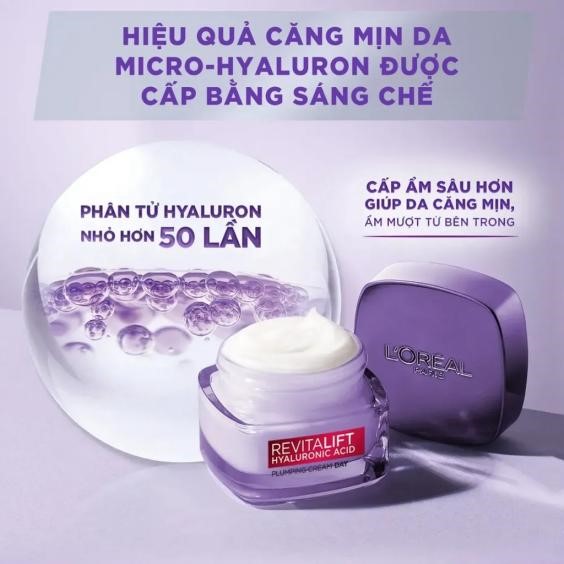 HIỆU QUẢ CĂNG MỊN DA
MICRO-HYALURON ĐƯỢC
CẤP BẰNG SÁNG CHẾ
PHÂN TỬ HYALURON
NHỎ HƠN 50 LẦN
CẤP ẨM SÂU HƠN
GIÚP DA CĂNG MỊN,
ẨM MƯỢT TỪ BÊN TRONG
L'ORÉAL
PARIS
REVITALIFT
HYALURONIC ACID
PLUMPING CREAM DAY